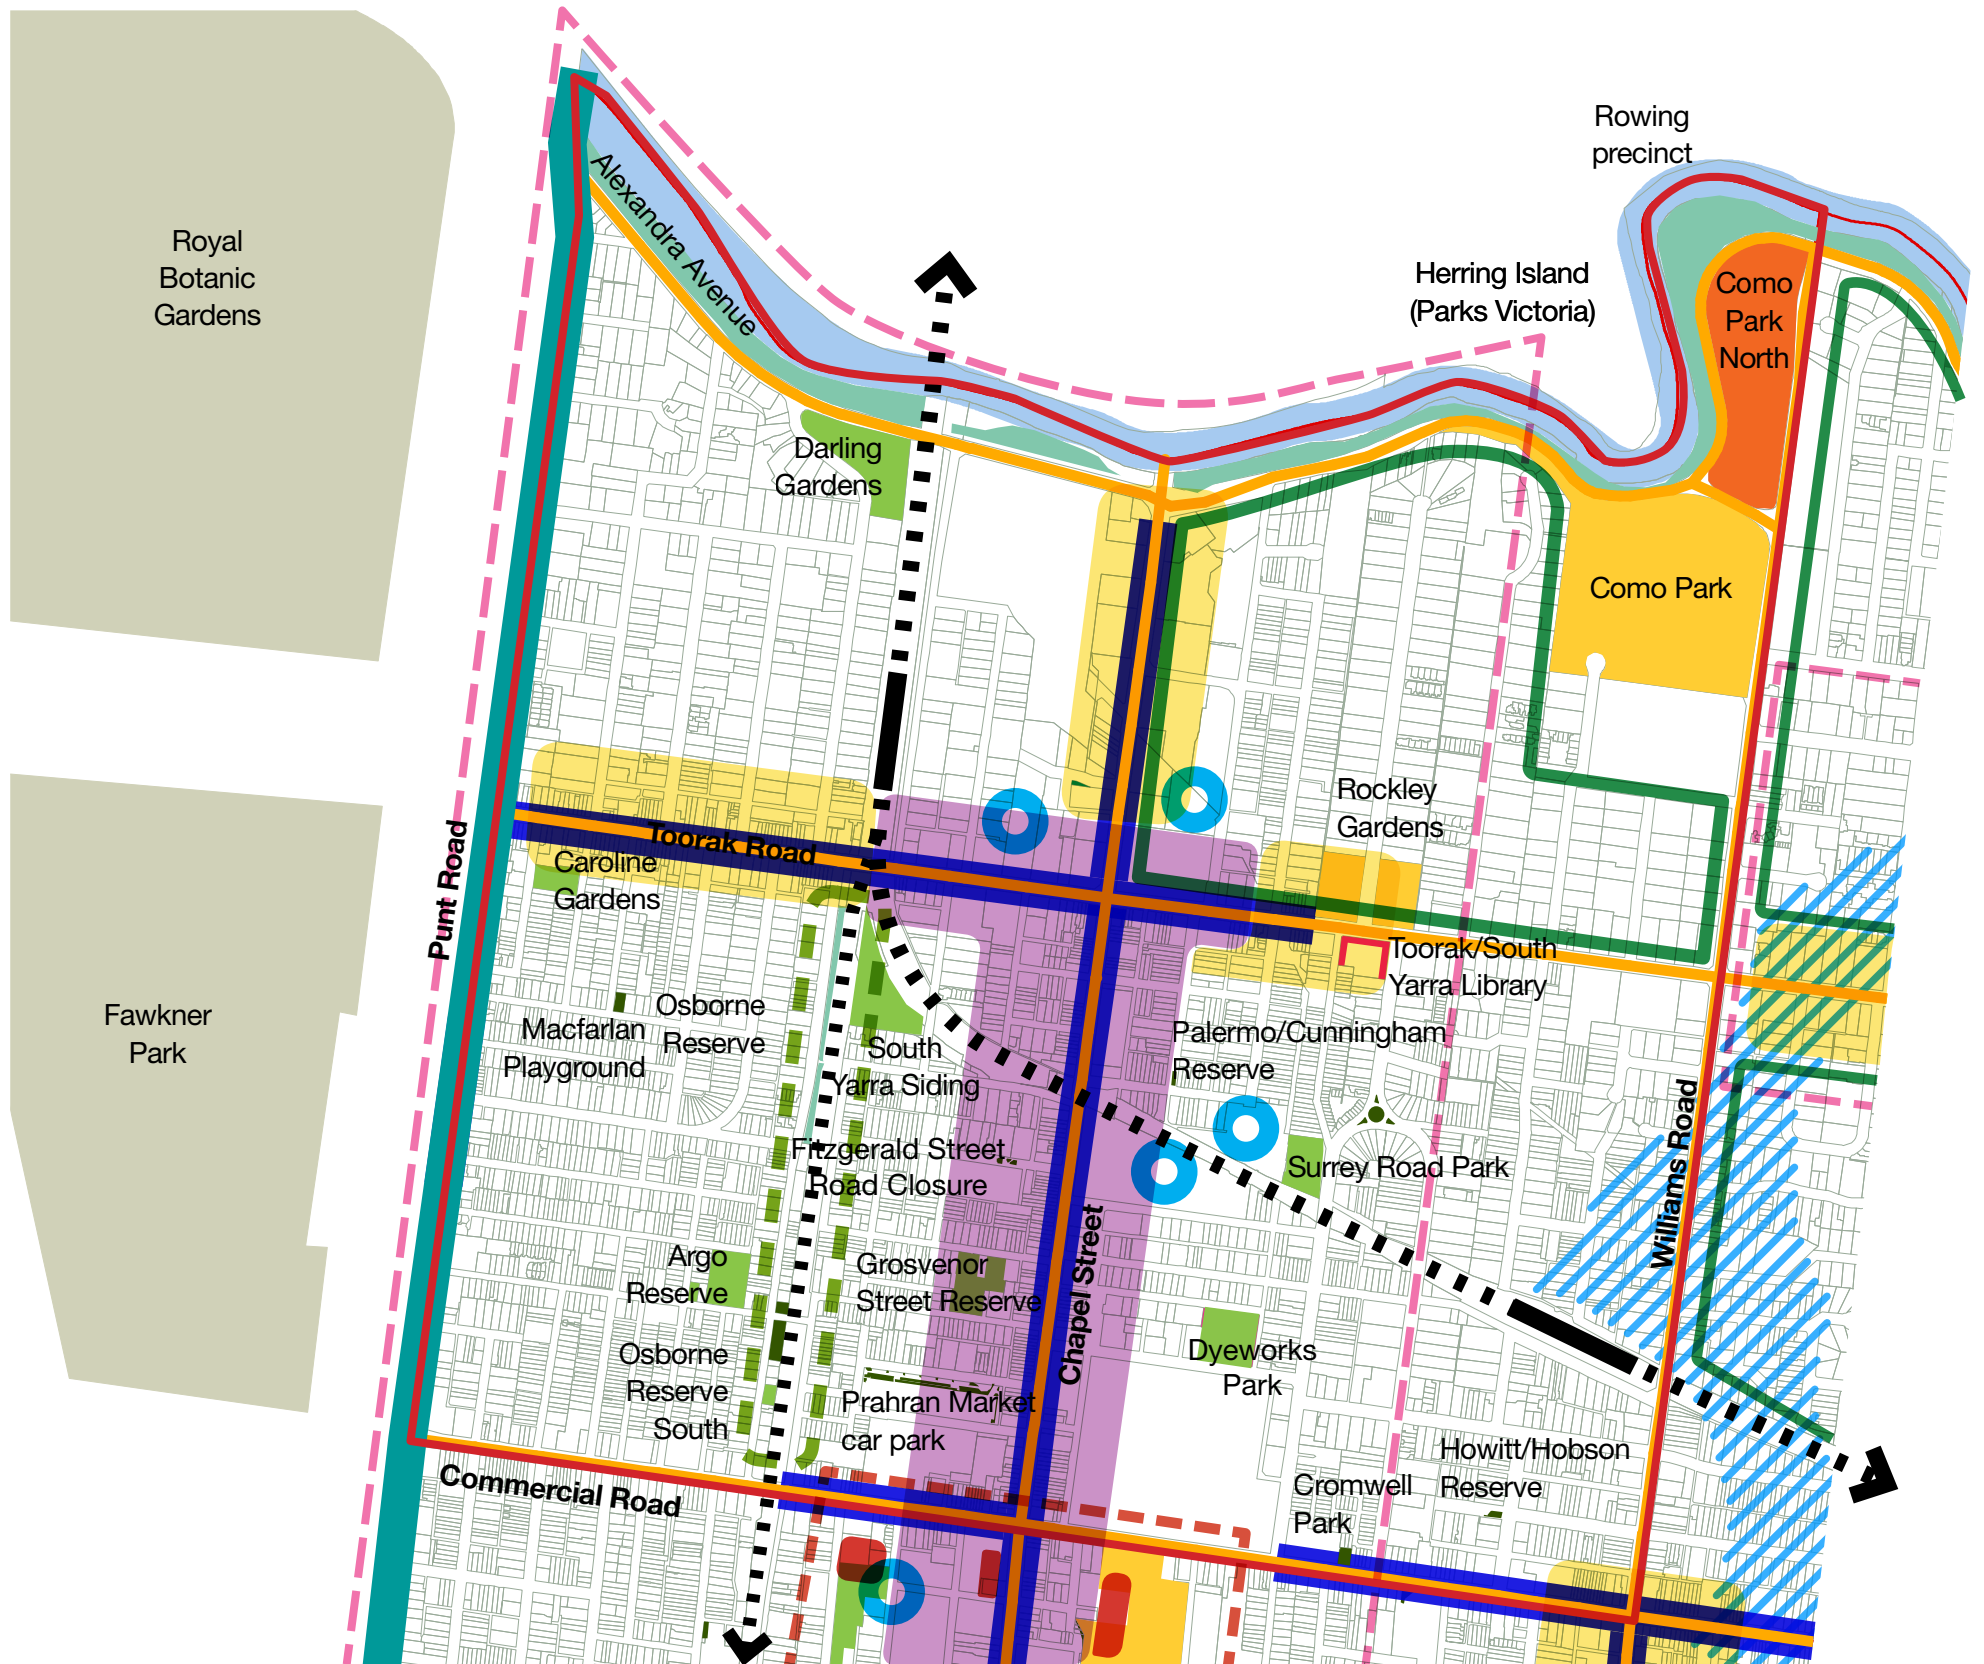 Rowing
precinct
Royal
Botanic
Gardens
Alexandra Avenue
Herring Island
(Parks Victoria)
Como
Park
North
Darling
Gardens
Como Park
Rockley
Gardens
Toorak Road
Caroline
Gardens
Punt Road
Toorak/South
Yarra Library
Fawkner
Park
Osborne
Reserve
Macfarlan
Playground
South
Yarra Siding
Palermo/Cunningham
Reserve
Fitzgerald Street
Road Closure
Surrey Road Park
Williams Road
Argo
Reserve
Grosvenor
Street Reserve
Chapel Street
Osborne
Reserve
South
Dyeworks
Park
Prahran Market
car park
Howitt/Hobson
Reserve
Cromwell
Park
Commercial Road